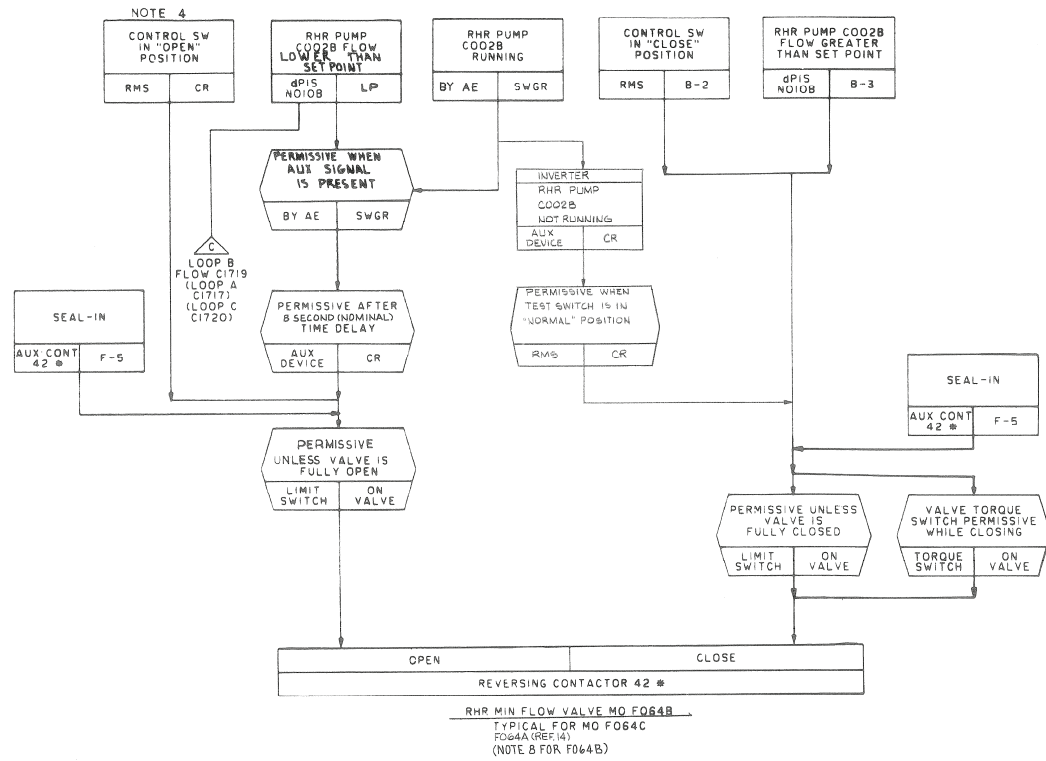 NOTE 4
CONTROL SW
IN "OPEN"
POSITION
RMS CR
RHR PUMP
C002B FLOW
LOWER THAN
SET POINT
dPIS
N010B
LP
RHR PUMP
C002B
RUNNING
BY AE SWGR
CONTROL SW
IN "CLOSE"
POSITION
RMS B-2
RHR PUMP C002B
FLOW GREATER
THAN SET POINT
dPIS
N010B
B-3
PERMISSIVE WHEN
AUX SIGNAL
IS PRESENT
BY AE SWGR
INVERTER
RHR PUMP
C002B
NOT RUNNING
AUX
DEVICE
CR
C
LOOP B
FLOW C1719
(LOOP A
C1717)
(LOOP C
C1720)
PERMISSIVE AFTER
8 SECOND (NOMINAL)
TIME DELAY
AUX
DEVICE
CR
PERMISSIVE WHEN
TEST SWITCH IS IN
"NORMAL" POSITION
RMS CR
SEAL-IN
AUX CONT
42 *
F-5
SEAL-IN
AUX CONT
42 *
F-5
PERMISSIVE
UNLESS VALVE IS
FULLY OPEN
LIMIT
SWITCH
ON
VALVE
PERMISSIVE UNLESS
VALVE IS
FULLY CLOSED
LIMIT
SWITCH
ON
VALVE
VALVE TORQUE
SWITCH PERMISSIVE
WHILE CLOSING
TORQUE
SWITCH
ON
VALVE
OPEN CLOSE
REVERSING CONTACTOR 42 *
RHR MIN FLOW VALVE MO F064B
TYPICAL FOR MO F064C
F064A (REF. 14)
(NOTE 8 FOR F064B)